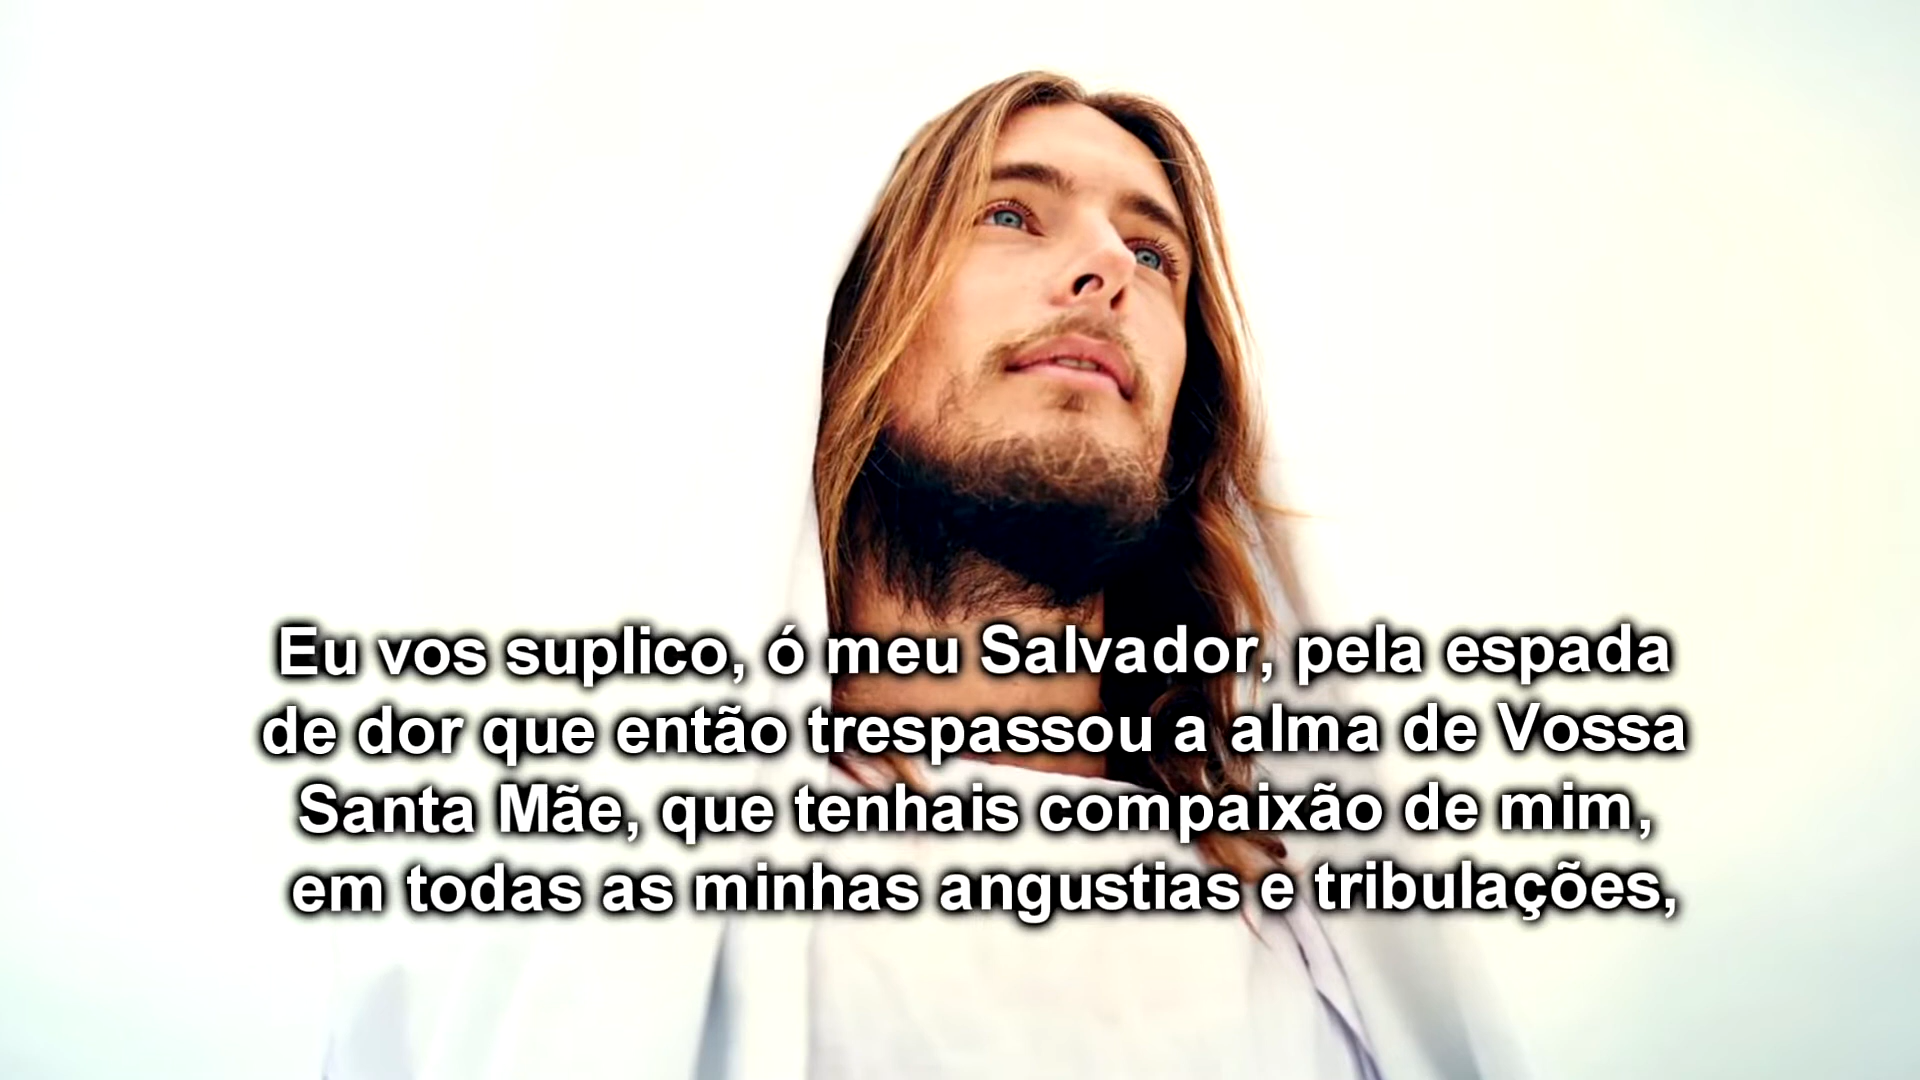 Eu vos suplico, ó meu Salvador, pela espada
de dor que então trespassou a alma de Vossa
Santa Mãe, que tenhais compaixão de mim,
em todas as minhas angustias e tribulações,